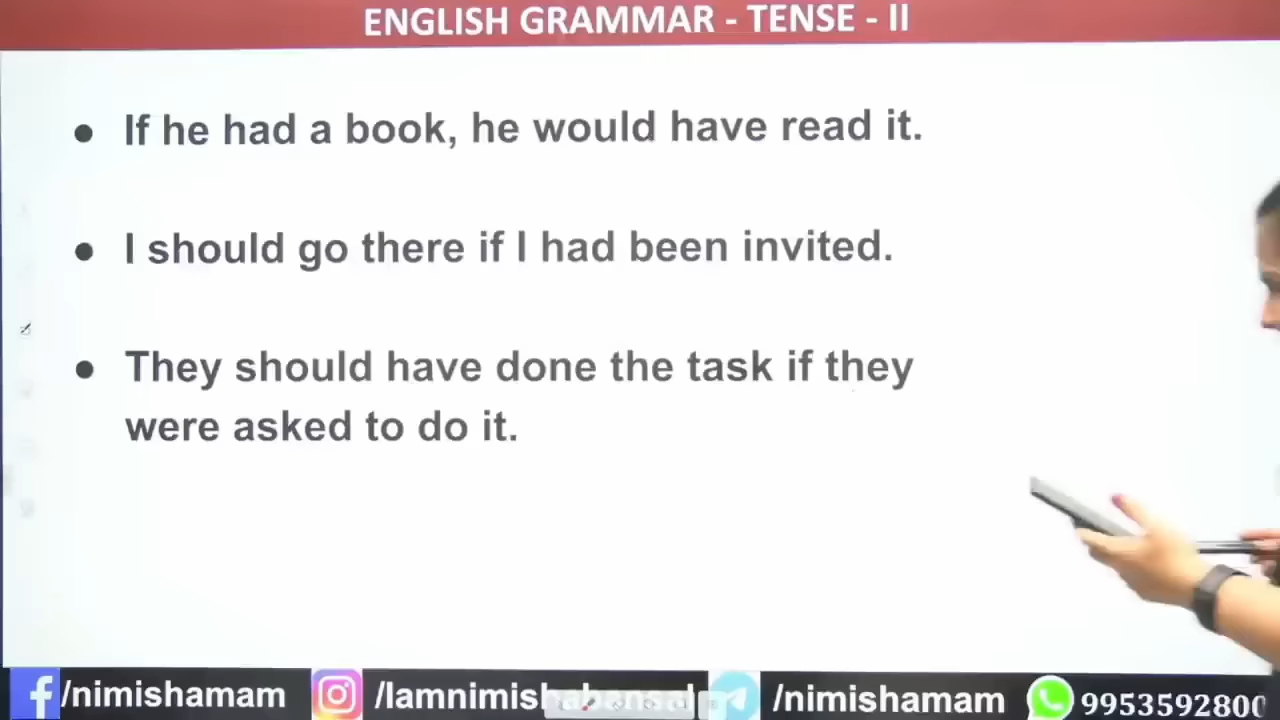 ENGLISH GRAMMAR - TENSE - II
• If he had a book, he would have read it.
• I should go there if I had been invited.
• They should have done the task if they
were asked to do it.
/nimishamam /Iamnimishabansal /nimishamam 9953592800